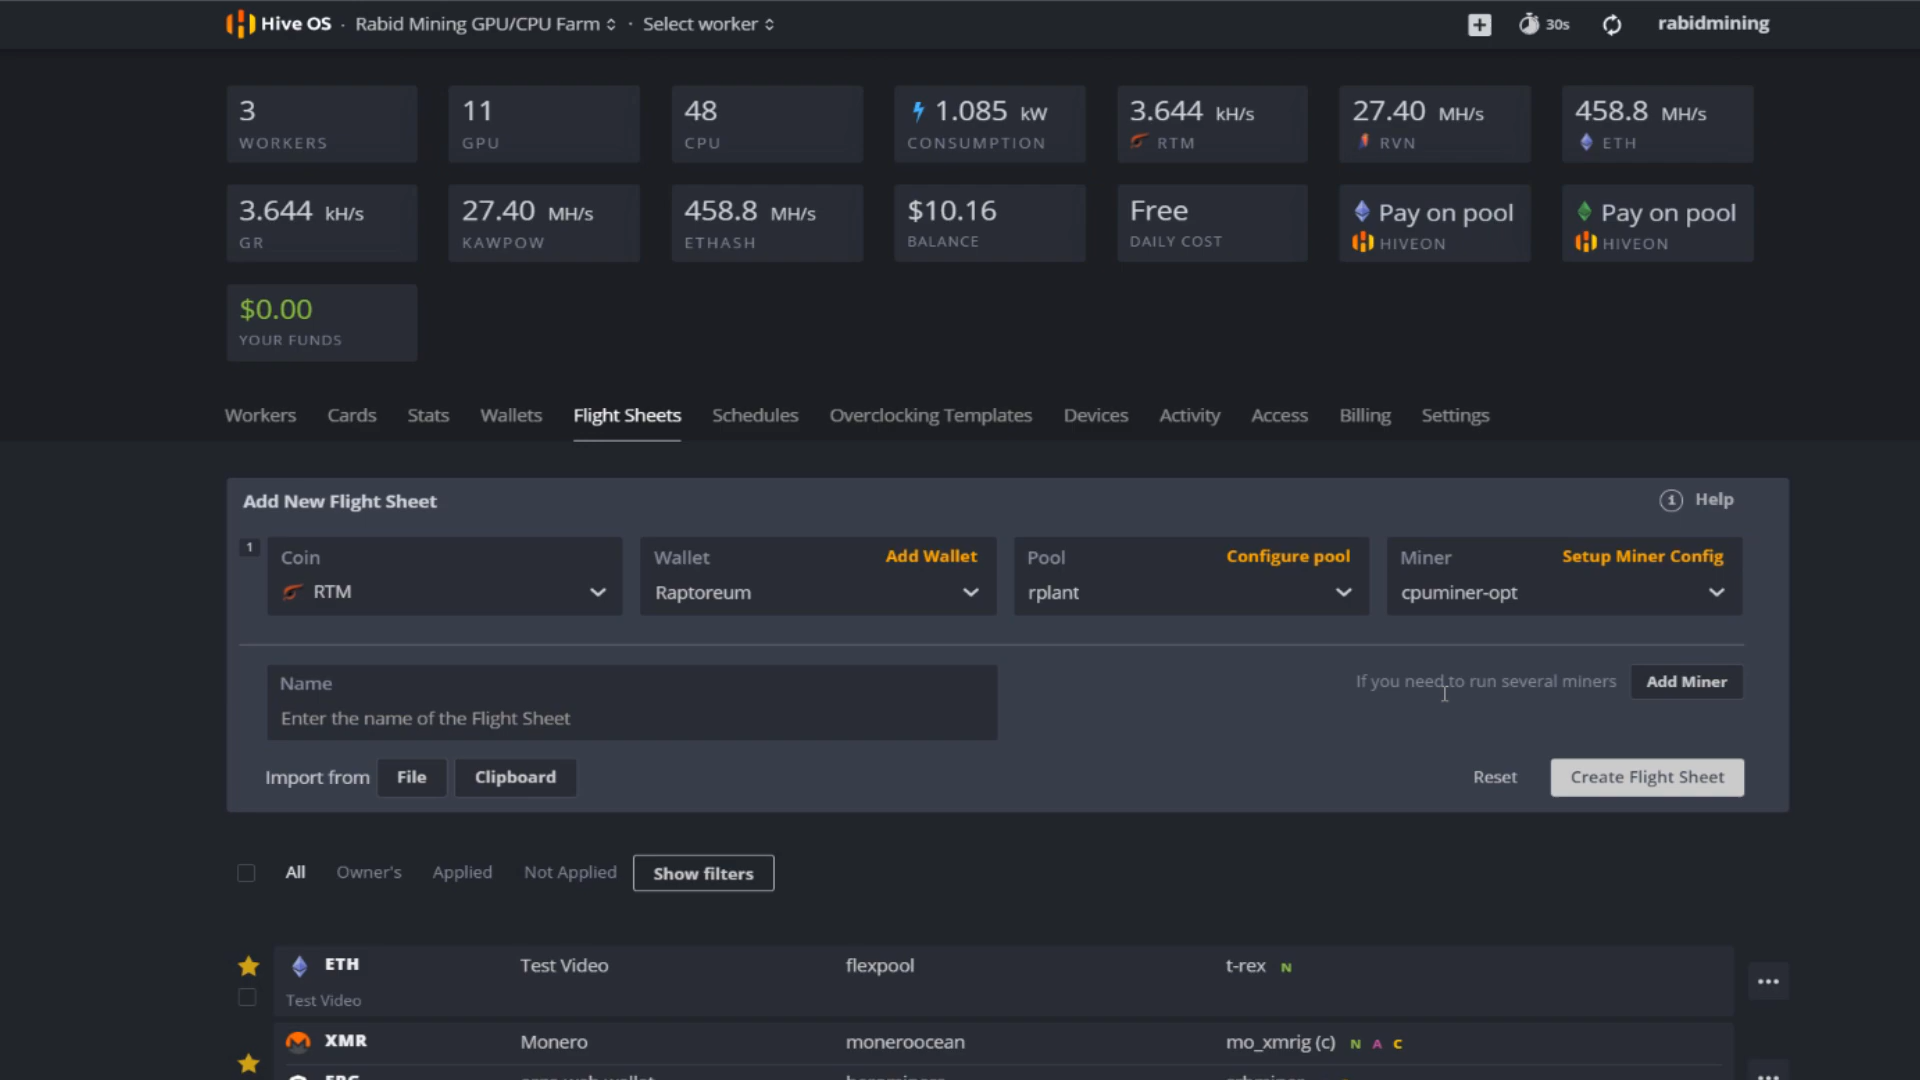 Hive OS · Rabid Mining GPU/CPU Farm · Select worker 30s rabidmining
3 11 48 1.085 kW 3.644 kH/s 27.40 MH/s 458.8 MH/s
WORKERS GPU CPU CONSUMPTION RTM RVN ETH
3.644 kH/s 27.40 MH/s 458.8 MH/s $10.16 Free Pay on pool Pay on pool
GR KAWPOW ETHASH BALANCE DAILY COST HIVEON HIVEON
$0.00
YOUR FUNDS
Workers Cards Stats Wallets Flight Sheets Schedules Overclocking Templates Devices Activity Access Billing Settings
Add New Flight Sheet Help
1 Coin Wallet Add Wallet Pool Configure pool Miner Setup Miner Config
RTM Raptoreum rplant cpuminer-opt
Name If you need to run several miners Add Miner
Enter the name of the Flight Sheet
Import from File Clipboard Reset Create Flight Sheet
All Owner's Applied Not Applied Show filters
ETH Test Video flexpool t-rex N
Test Video
XMR Monero moneroocean mo_xmrig (c) N A C